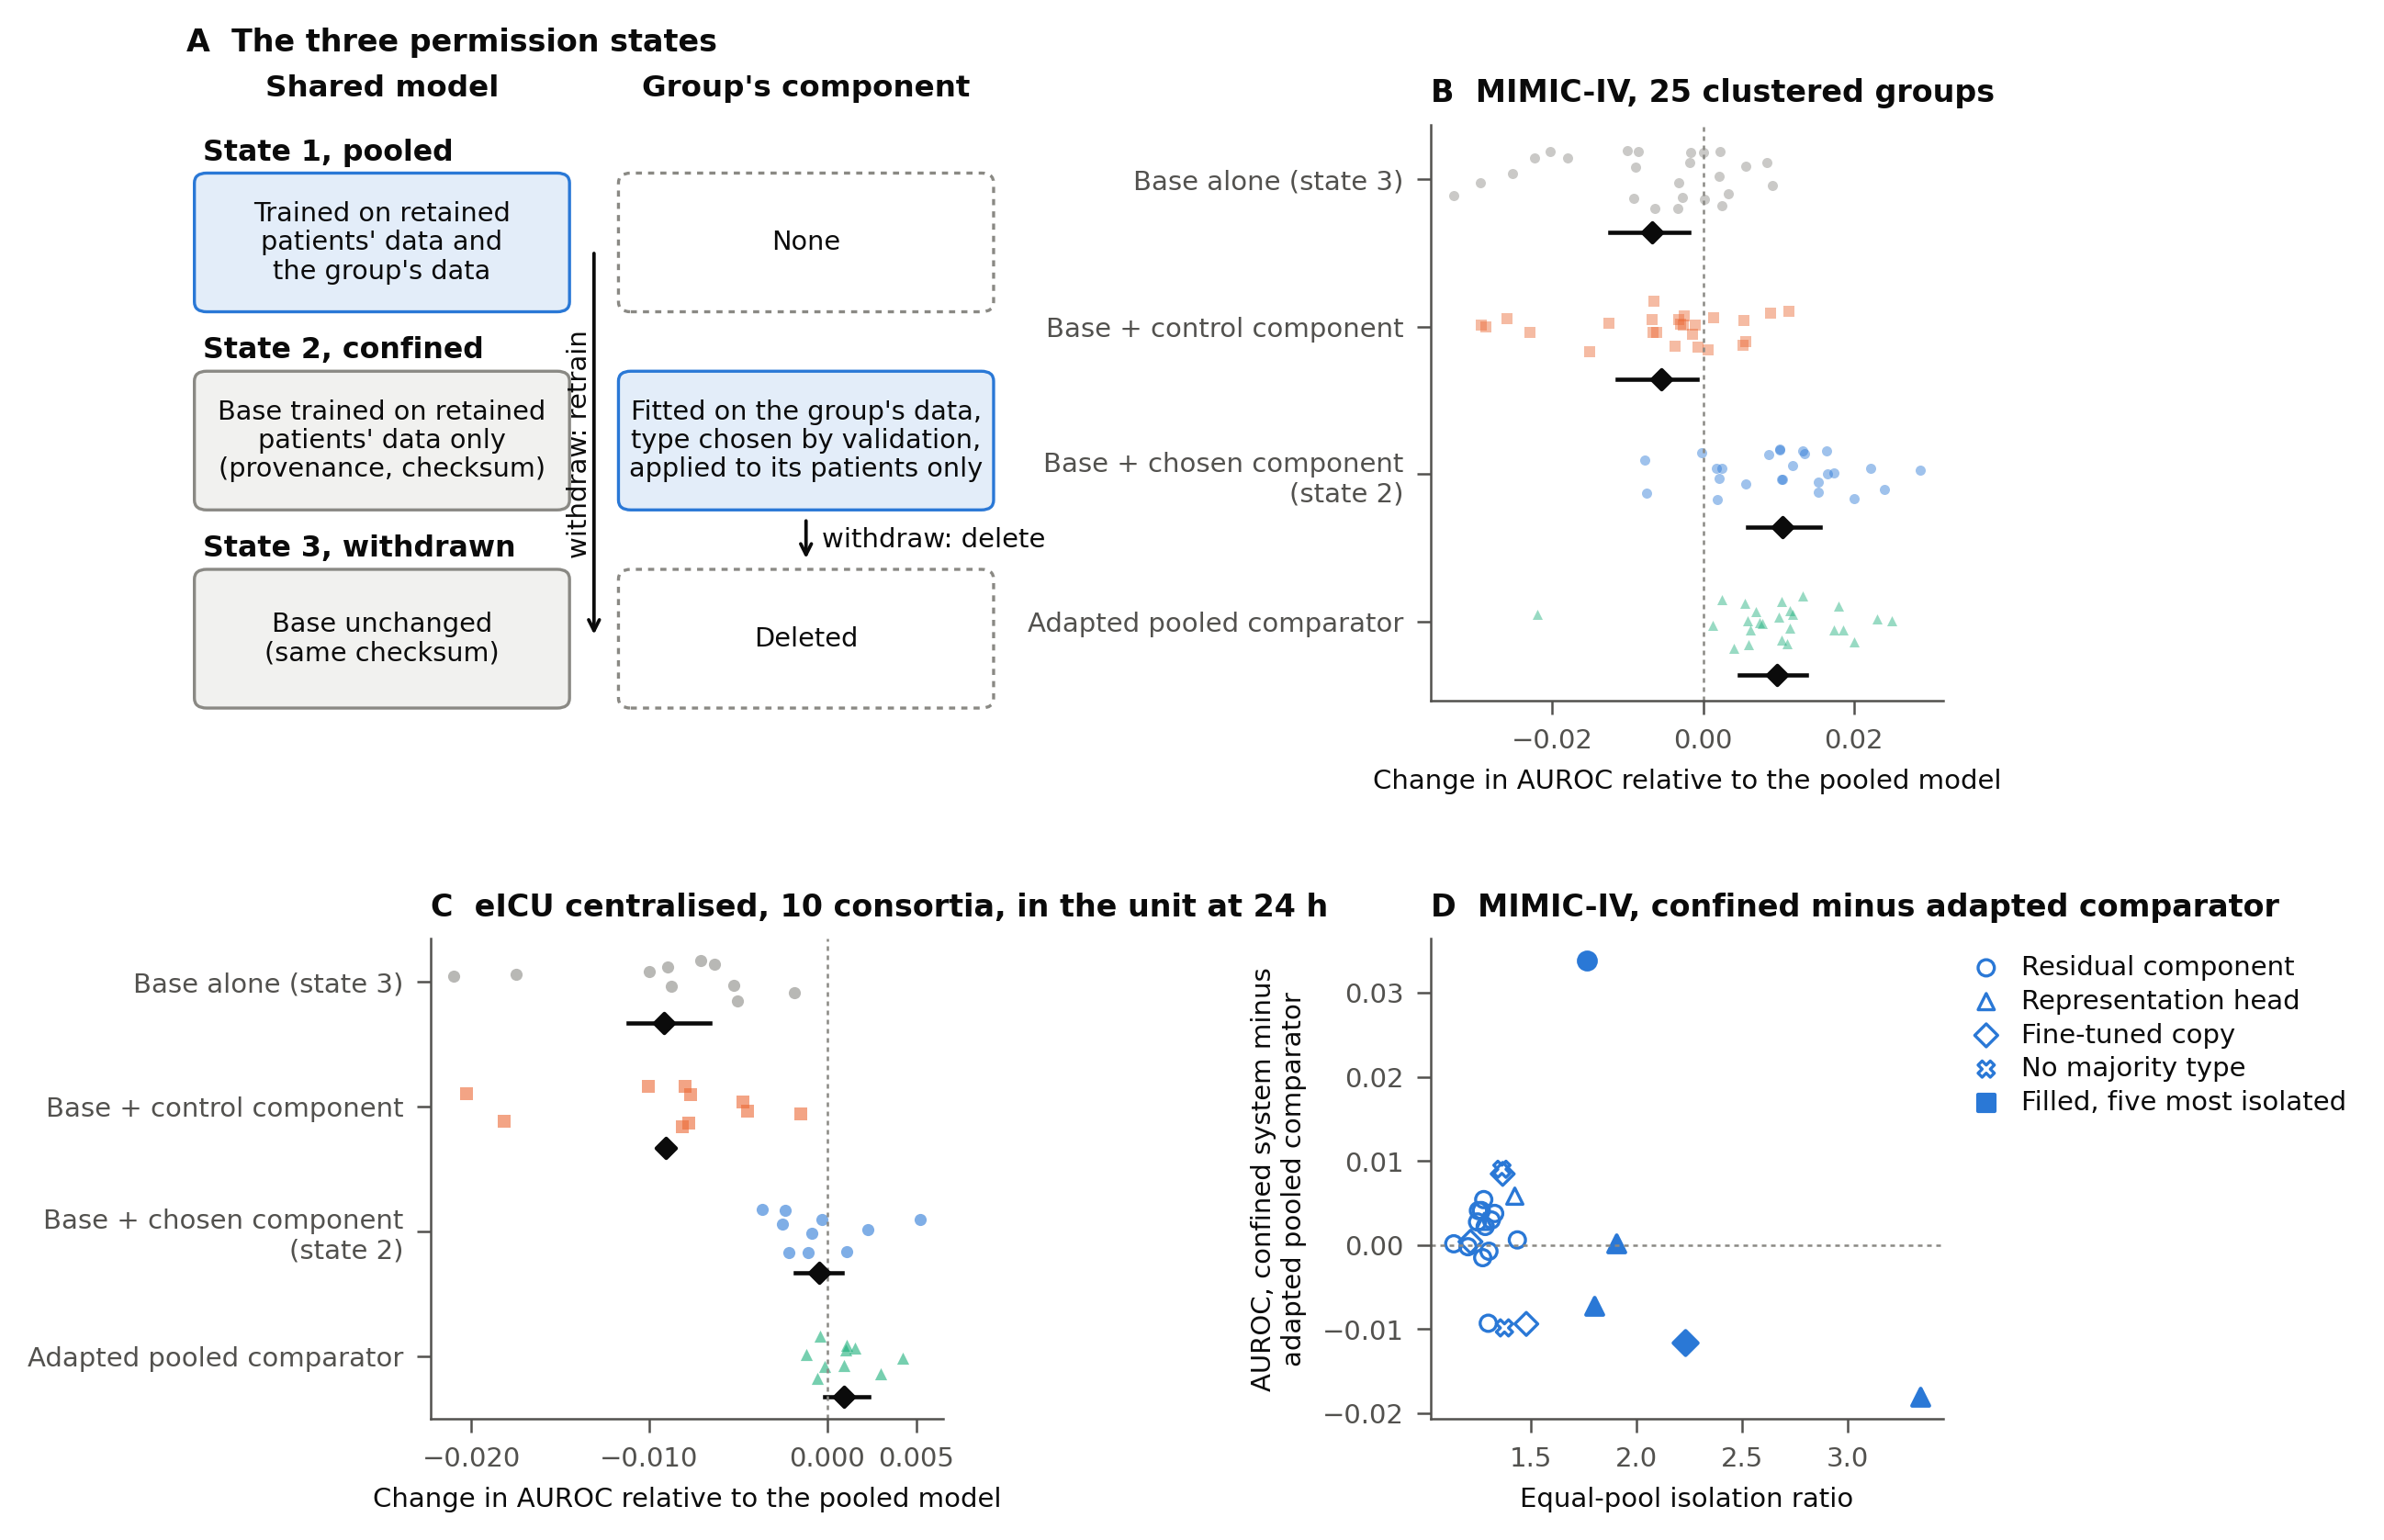 A  The three permission states
Shared model
Group's component
State 1, pooled
Trained on retained
patients' data and
the group's data
None
State 2, confined
Base trained on retained
patients' data only
(provenance, checksum)
Fitted on the group's data,
type chosen by validation,
applied to its patients only
withdraw: retrain
withdraw: delete
State 3, withdrawn
Base unchanged
(same checksum)
Deleted
B  MIMIC-IV, 25 clustered groups
Base alone (state 3)
Base + control component
Base + chosen component
(state 2)
Adapted pooled comparator
−0.02
0.00
0.02
Change in AUROC relative to the pooled model
C  eICU centralised, 10 consortia, in the unit at 24 h
Base alone (state 3)
Base + control component
Base + chosen component
(state 2)
Adapted pooled comparator
−0.020
−0.010
0.000
0.005
Change in AUROC relative to the pooled model
D  MIMIC-IV, confined minus adapted comparator
AUROC, confined system minus
adapted pooled comparator
0.03
0.02
0.01
0.00
−0.01
−0.02
1.5
2.0
2.5
3.0
Equal-pool isolation ratio
Residual component
Representation head
Fine-tuned copy
No majority type
Filled, five most isolated